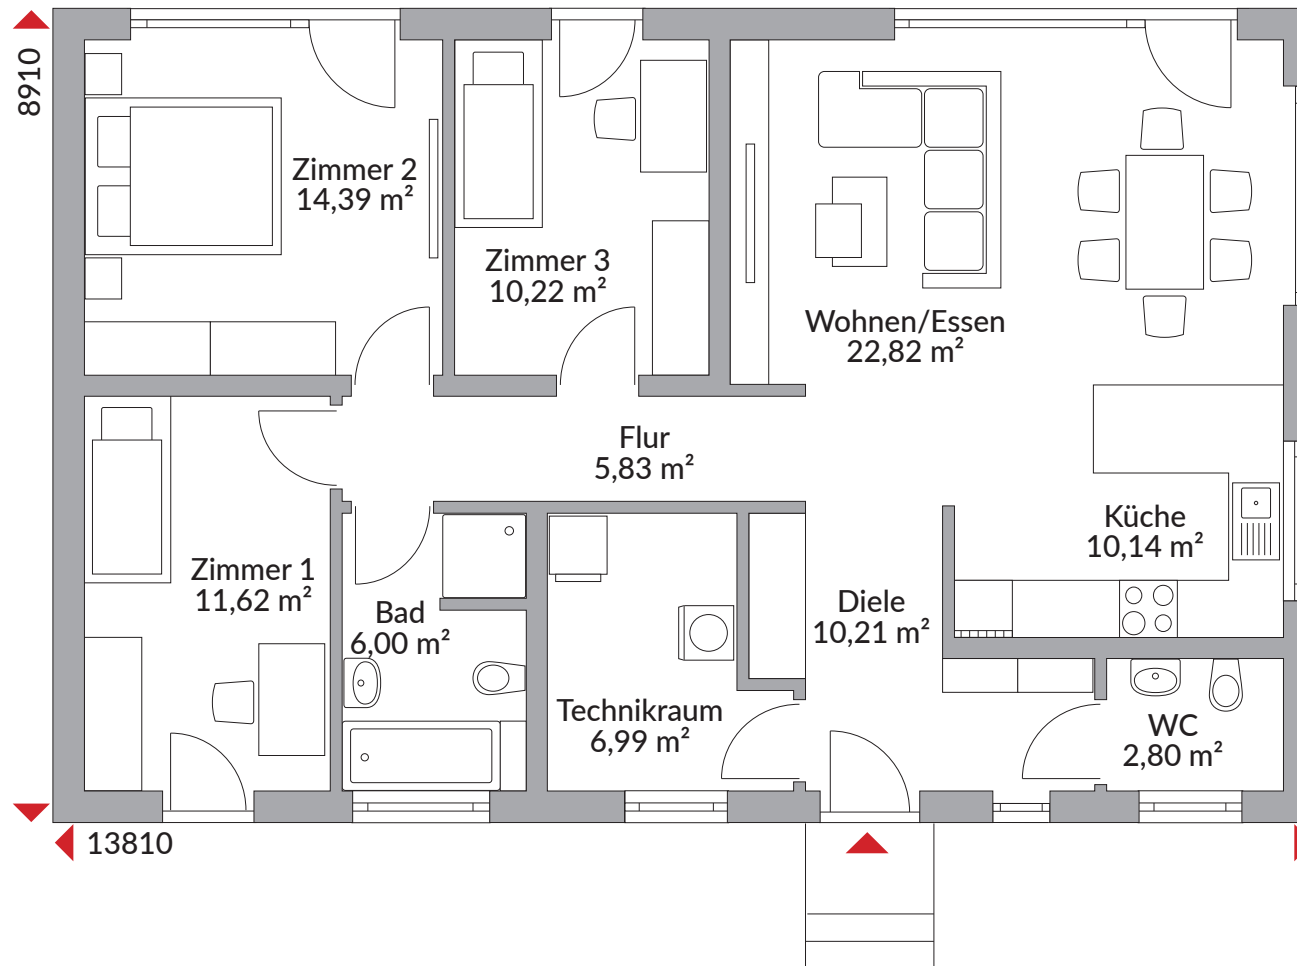 8910
Zimmer 2
14,39 m²
Zimmer 3
10,22 m²
Wohnen/Essen
22,82 m²
Flur
5,83 m²
Küche
10,14 m²
Zimmer 1
11,62 m²
Bad
6,00 m²
Diele
10,21 m²
Technikraum
6,99 m²
WC
2,80 m²
13810